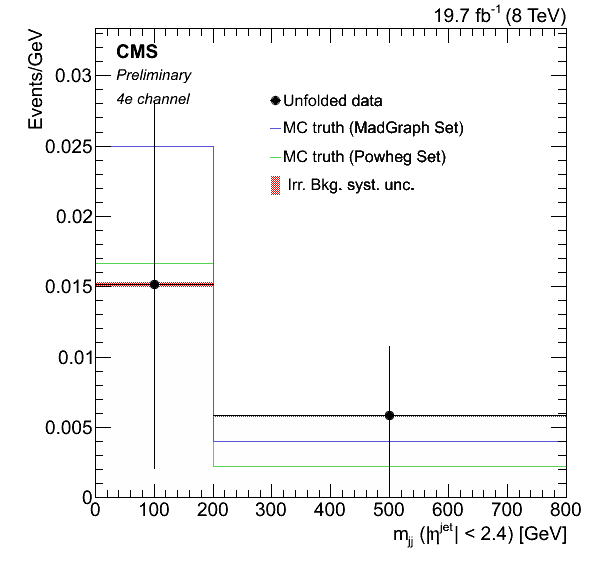 19.7 fb⁻¹ (8 TeV)
Events/GeV
CMS
Preliminary
4e channel
Unfolded data
MC truth (MadGraph Set)
MC truth (Powheg Set)
Irr. Bkg. syst. unc.
0.03
0.025
0.02
0.015
0.01
0.005
0
0 100 200 300 400 500 600 700 800
m_jj (|η^jet| < 2.4) [GeV]